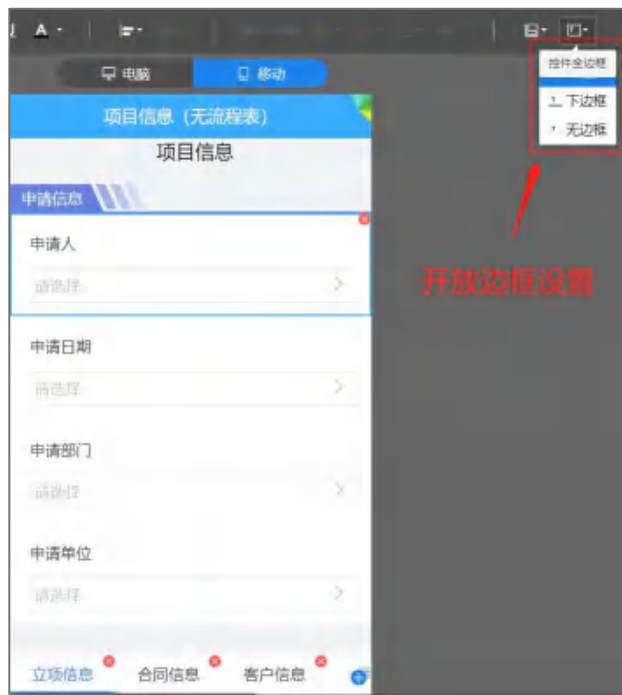 A
电脑 移动
控件全边框
下边框
无边框
项目信息（无流程表）
项目信息
申请信息
申请人
请选择
开放边框设置
申请日期
请选择
申请部门
请选择
申请单位
请选择
立项信息 合同信息 客户信息